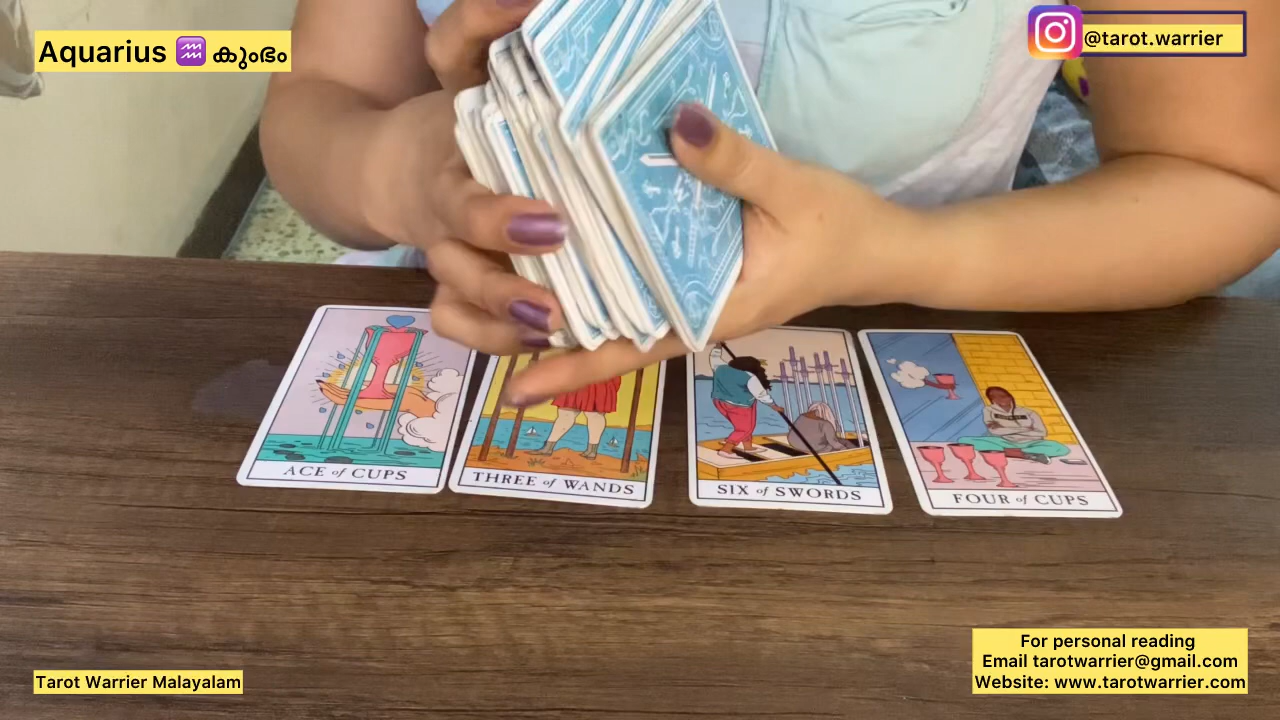 Aquarius ♒ കുംഭം
@tarot.warrier
ACE of CUPS
THREE of WANDS
SIX of SWORDS
FOUR of CUPS
Tarot Warrier Malayalam
For personal reading
Email tarotwarrier@gmail.com
Website: www.tarotwarrier.com